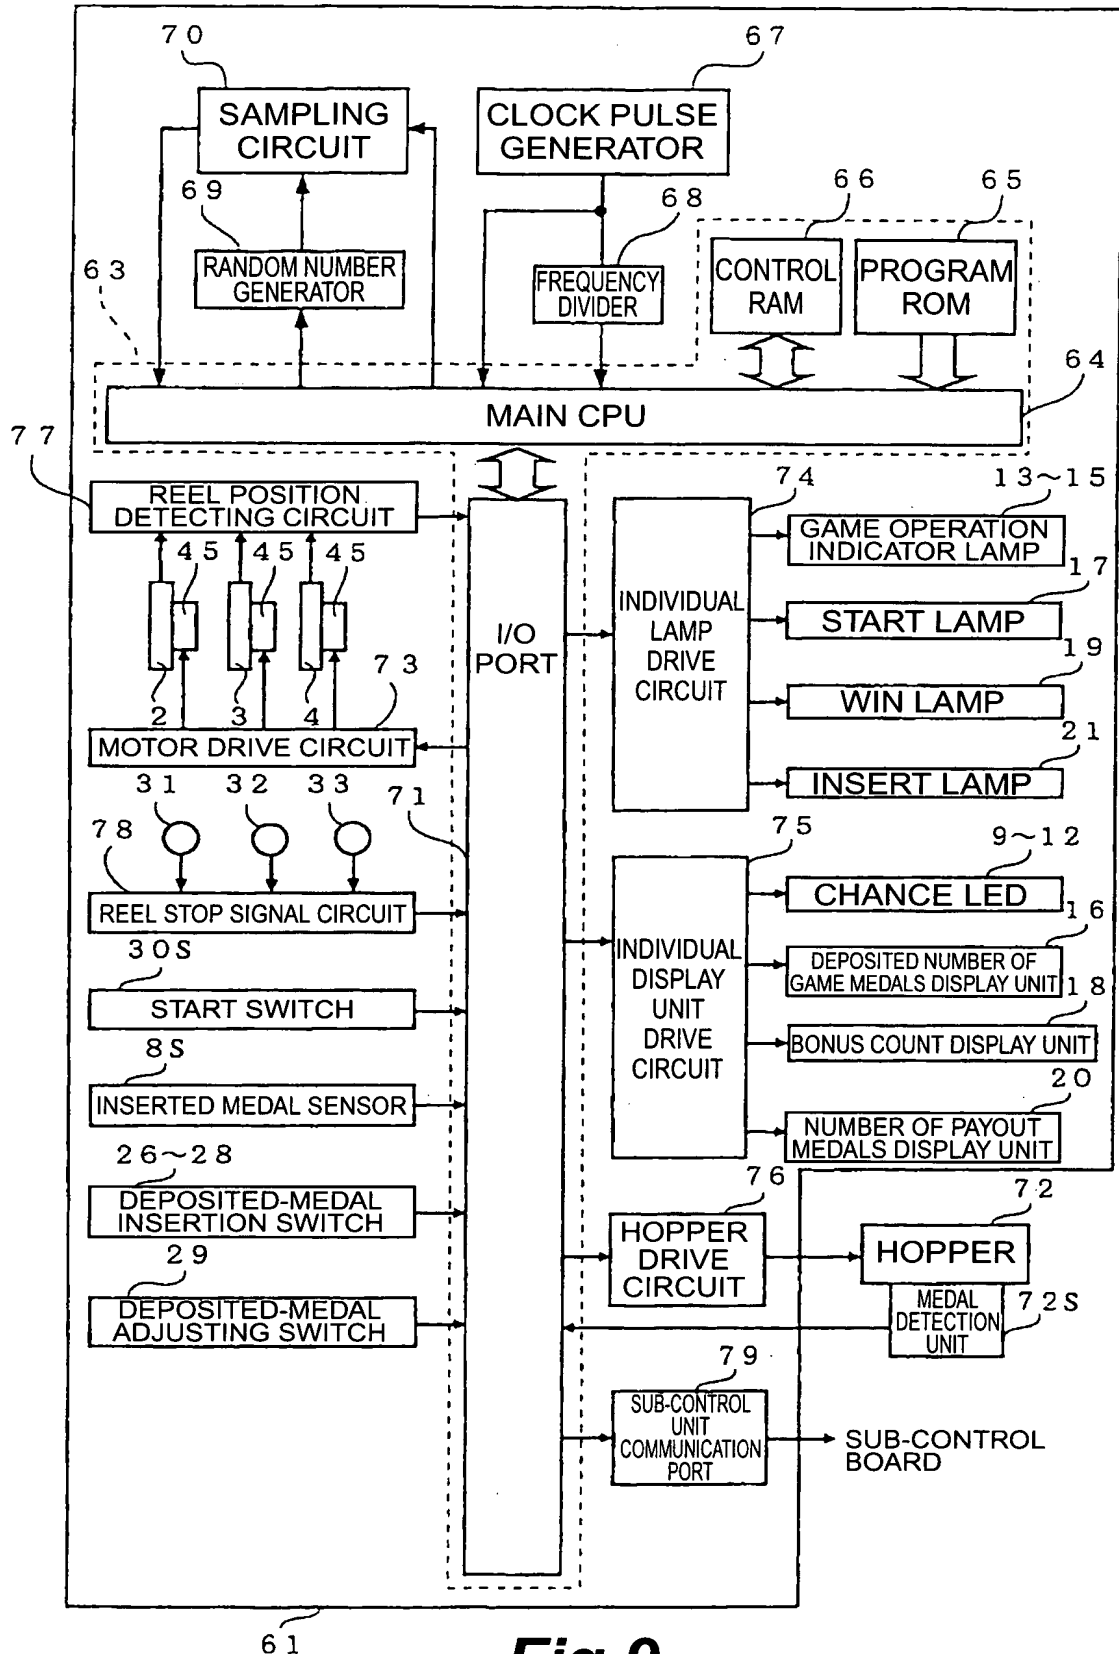 70
67
SAMPLING
CIRCUIT
CLOCK PULSE
GENERATOR
69
68
66
65
63
RANDOM NUMBER
GENERATOR
FREQUENCY
DIVIDER
CONTROL
RAM
PROGRAM
ROM
64
MAIN CPU
77
REEL POSITION
DETECTING CIRCUIT
45
45
45
2
3
4
73
MOTOR DRIVE CIRCUIT
31
32
33
71
78
REEL STOP SIGNAL CIRCUIT
30S
START SWITCH
8S
INSERTED MEDAL SENSOR
26~28
DEPOSITED-MEDAL
INSERTION SWITCH
29
DEPOSITED-MEDAL
ADJUSTING SWITCH
I/O
PORT
74
INDIVIDUAL
LAMP
DRIVE
CIRCUIT
13~15
GAME OPERATION
INDICATOR LAMP
17
START LAMP
19
WIN LAMP
21
INSERT LAMP
75
INDIVIDUAL
DISPLAY
UNIT
DRIVE
CIRCUIT
9~12
CHANCE LED
16
DEPOSITED NUMBER OF
GAME MEDALS DISPLAY UNIT
18
BONUS COUNT DISPLAY UNIT
20
NUMBER OF PAYOUT
MEDALS DISPLAY UNIT
76
HOPPER
DRIVE
CIRCUIT
72
HOPPER
MEDAL
DETECTION
UNIT
72S
79
SUB-CONTROL
UNIT
COMMUNICATION
PORT
SUB-CONTROL
BOARD
61